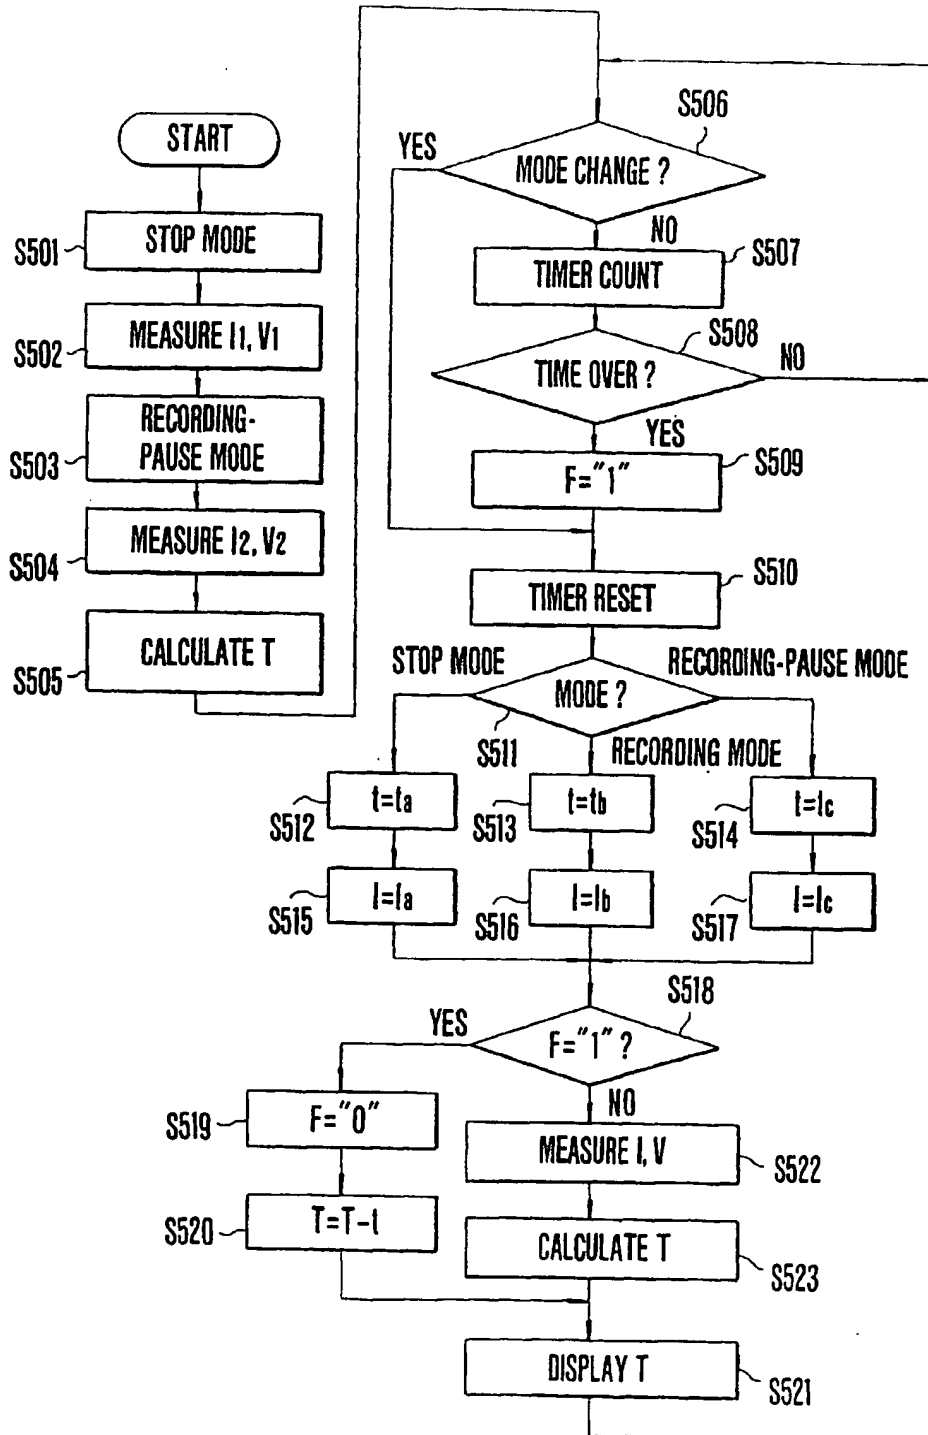 START
S501
STOP MODE
S502
MEASURE I1, V1
S503
RECORDING-
PAUSE MODE
S504
MEASURE I2, V2
S505
CALCULATE T
S506
YES
MODE CHANGE ?
NO
S507
TIMER COUNT
S508
TIME OVER ?
NO
YES
S509
F="1"
S510
TIMER RESET
STOP MODE
RECORDING-PAUSE MODE
MODE ?
S511
RECORDING MODE
S512
t=ta
S513
t=tb
S514
t=tc
S515
I=Ia
S516
I=Ib
S517
I=Ic
S518
YES
F="1" ?
NO
S519
F="0"
MEASURE I, V
S522
S520
T=T-t
CALCULATE T
S523
DISPLAY T
S521